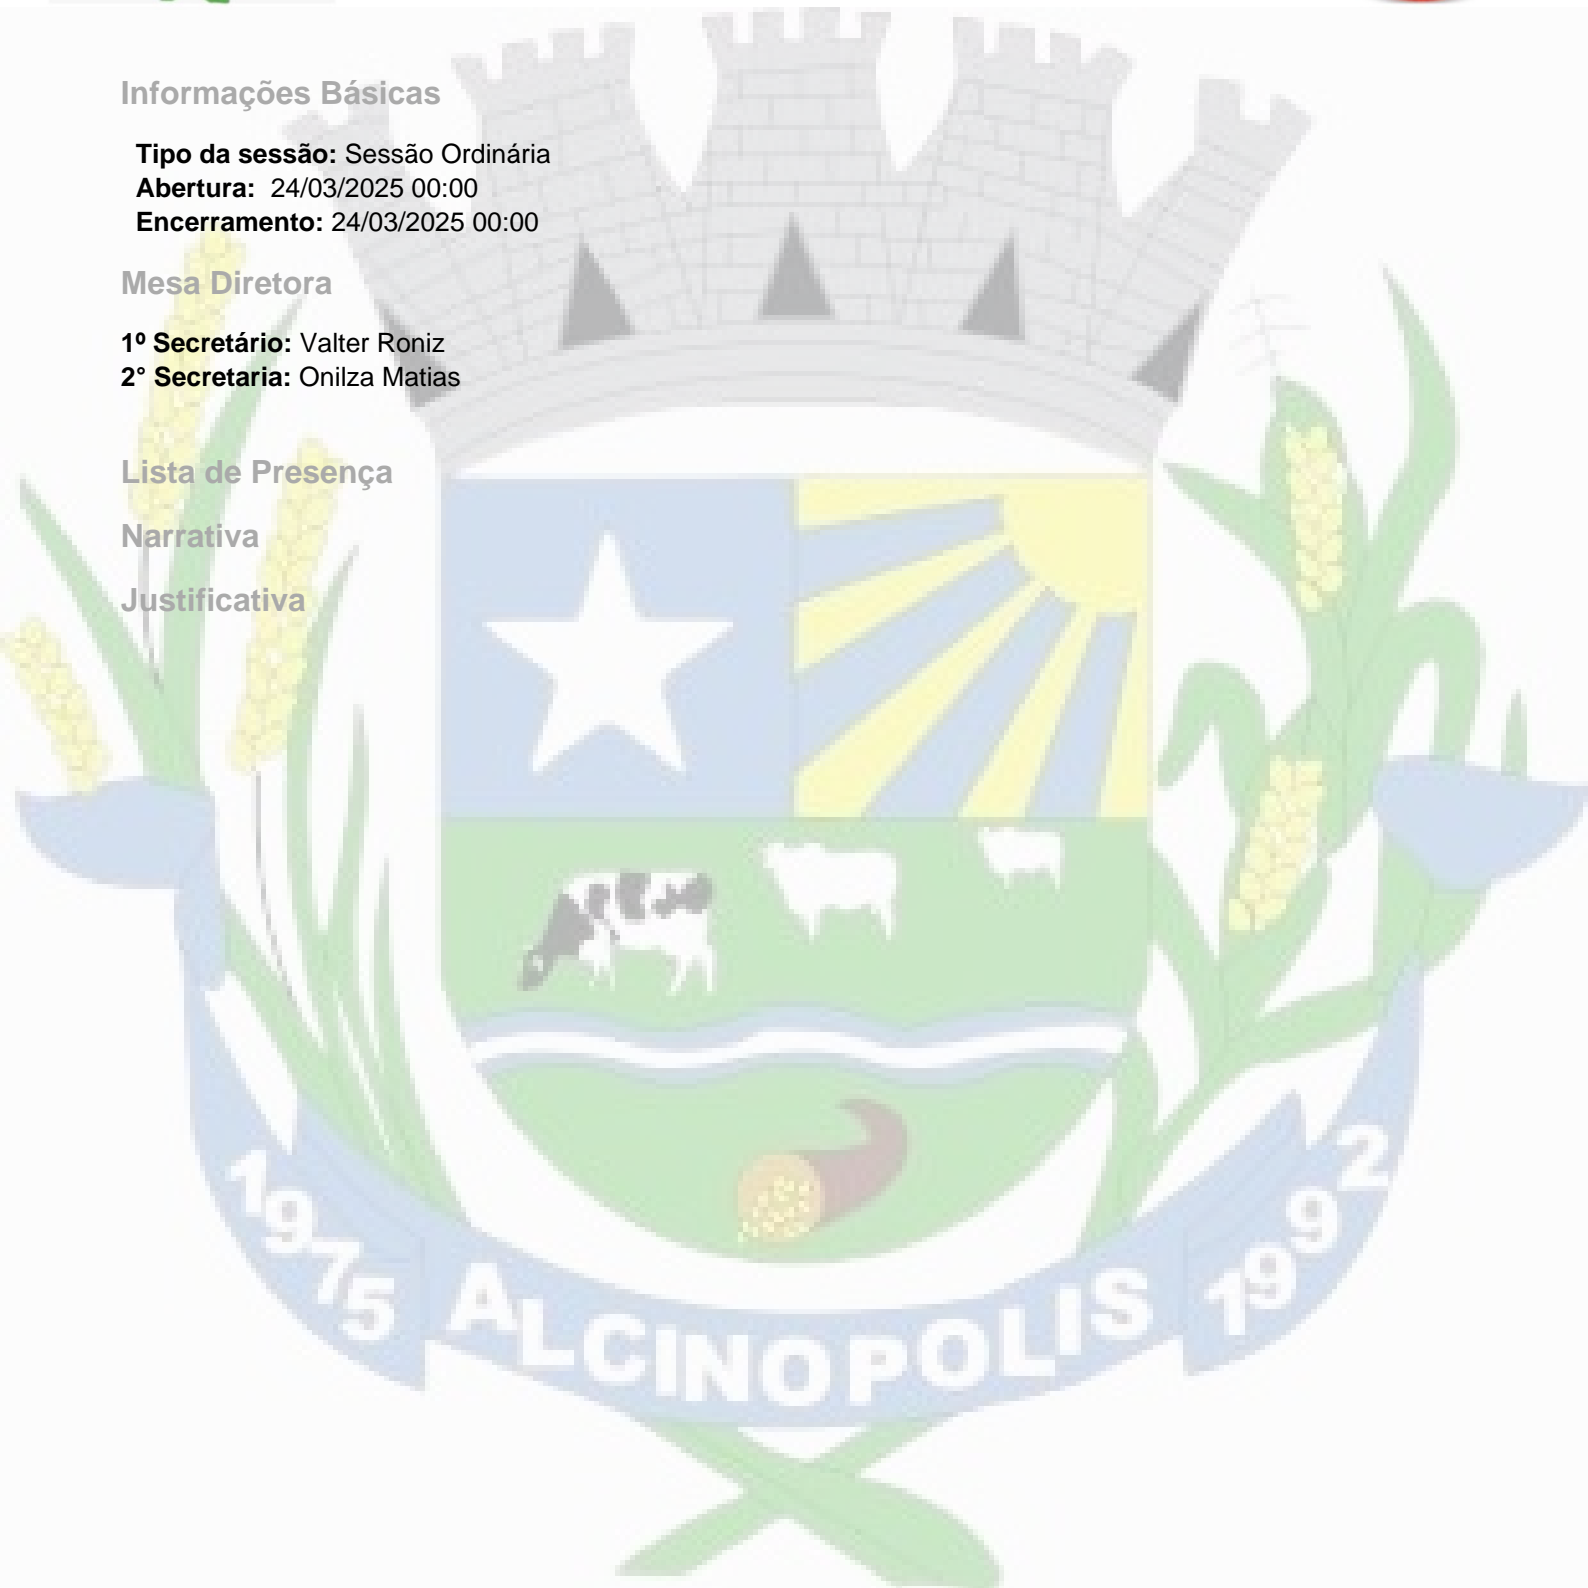 Informações Básicas
Tipo da sessão: Sessão Ordinária
Abertura: 24/03/2025 00:00
Encerramento: 24/03/2025 00:00
Mesa Diretora
1º Secretário: Valter Roniz
2° Secretaria: Onilza Matias
Lista de Presença
Narrativa
Justificativa
1975 ALCINOPOLIS 1992